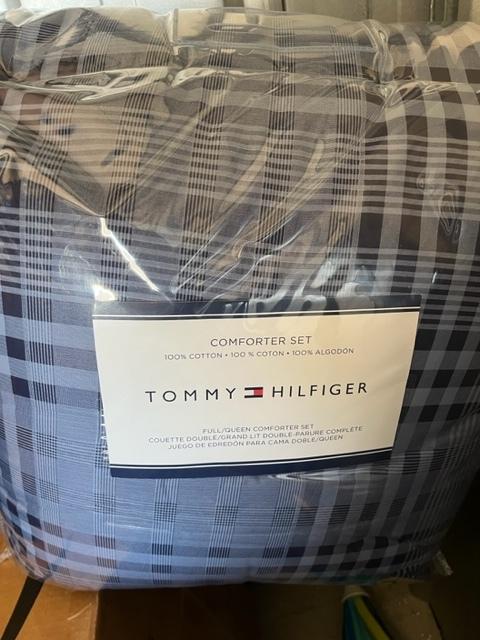 COMFORTER SET
100% COTTON • 100 % COTON • 100% ALGODÓN
TOMMY HILFIGER
FULL/QUEEN COMFORTER SET
COUETTE DOUBLE/GRAND LIT DOUBLE-PARURE COMPLÈTE
JUEGO DE EDREDÓN PARA CAMA DOBLE/QUEEN